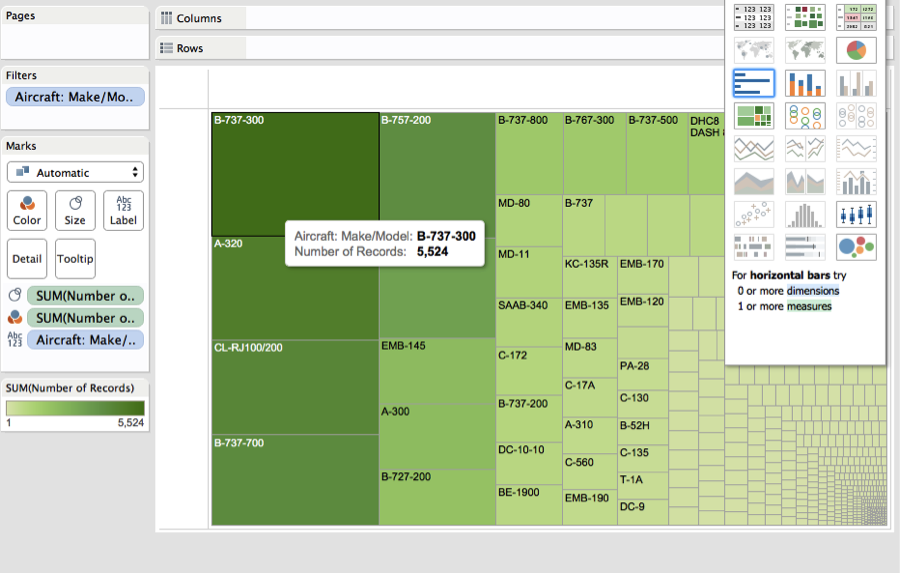 Pages
Columns
Rows
Filters
Aircraft: Make/Mo..
Marks
Automatic
Color
Size
Abc
123
Label
Detail
Tooltip
SUM(Number o..
SUM(Number o..
Abc
123
Aircraft: Make/..
SUM(Number of Records)
1
5,524
B-737-300
A-320
CL-RJ100/200
B-737-700
B-757-200
EMB-145
A-300
B-727-200
B-737-800
B-767-300
B-737-500
DHC8
DASH
MD-80
MD-11
SAAB-340
C-172
B-737-200
DC-10-10
BE-1900
B-737
KC-135R
EMB-135
MD-83
C-17A
A-310
C-560
EMB-190
EMB-170
EMB-120
PA-28
C-130
B-52H
C-135
T-1A
DC-9
Aircraft: Make/Model: B-737-300
Number of Records: 5,524
123 123
123 123
123 123
For horizontal bars try
0 or more dimensions
1 or more measures